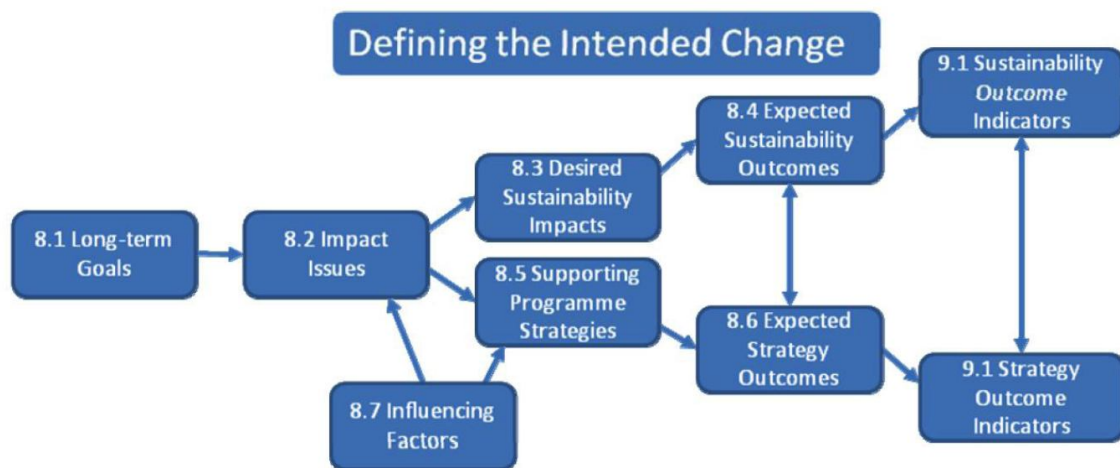 Defining the Intended Change
8.1 Long-term
Goals
8.2 Impact
Issues
8.3 Desired
Sustainability
Impacts
8.4 Expected
Sustainability
Outcomes
9.1 Sustainability
Outcome
Indicators
8.5 Supporting
Programme
Strategies
8.6 Expected
Strategy
Outcomes
9.1 Strategy
Outcome
Indicators
8.7 Influencing
Factors